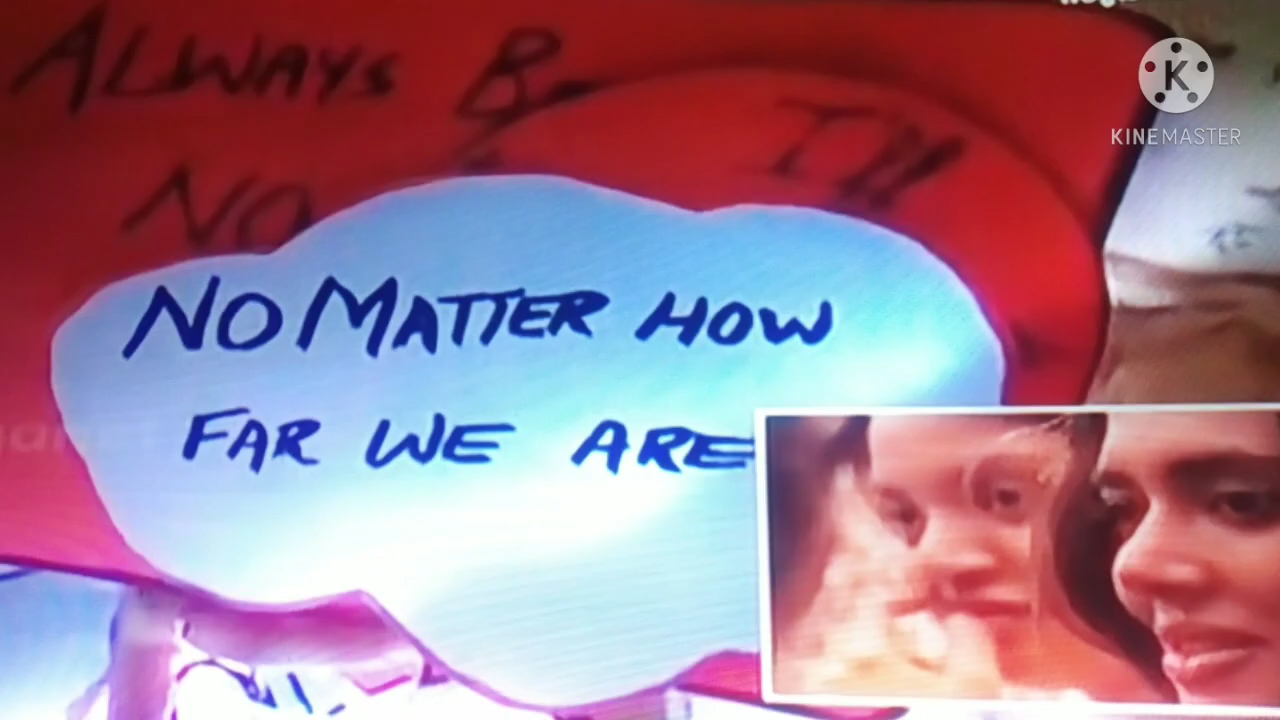 ALWAYS &
I'll
NO
NO MATTER HOW
FAR WE ARE
K
KINEMASTER